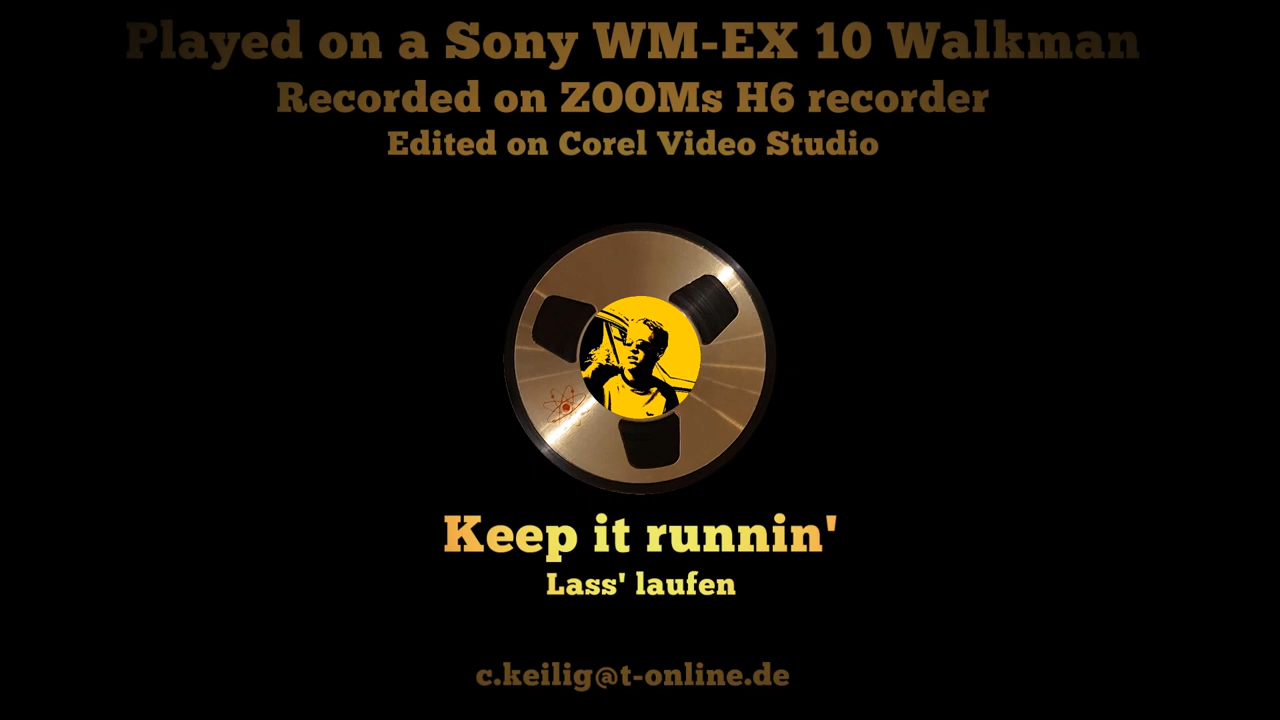 Played on a Sony WM-EX 10 Walkman
Recorded on ZOOMs H6 recorder
Edited on Corel Video Studio
Keep it runnin'
Lass' laufen
c.keilig@t-online.de